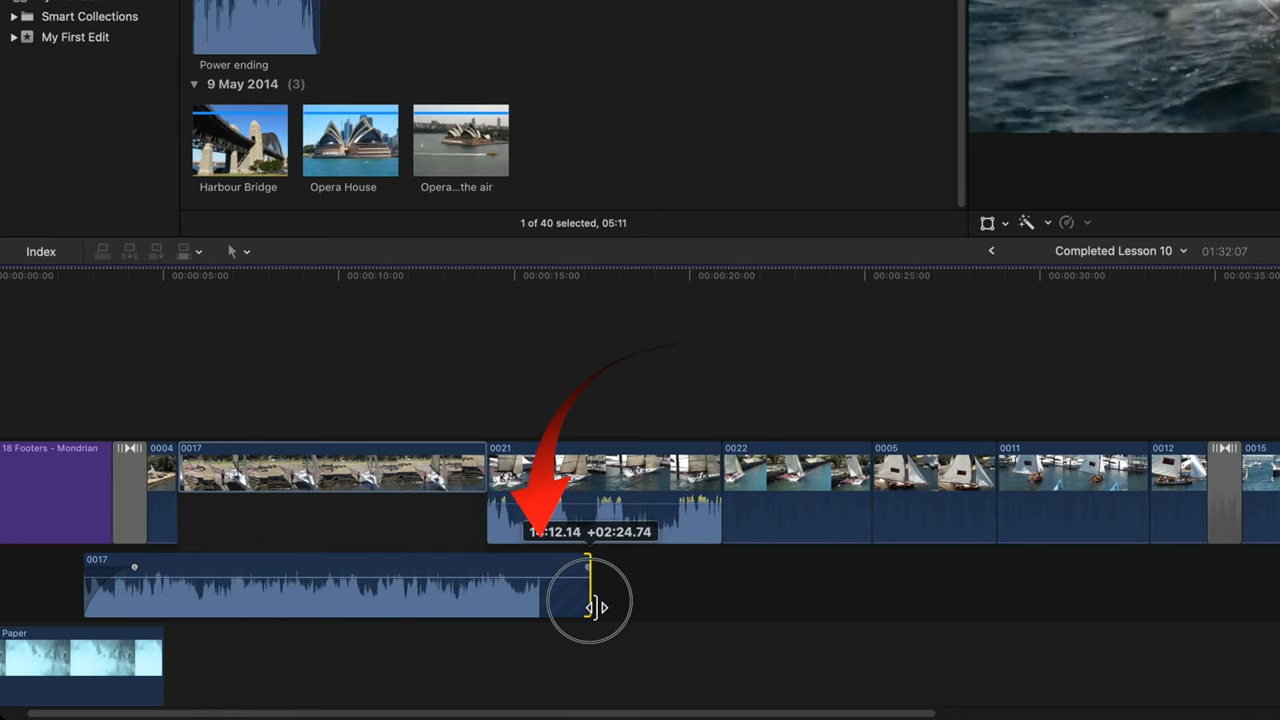 Smart Collections
My First Edit
Power ending
9 May 2014 (3)
Harbour Bridge
Opera House
Opera...the air
1 of 40 selected, 05:11
Index
Completed Lesson 10
01:32:07
00:00:00:00
00:00:05:00
00:00:10:00
00:00:15:00
00:00:20:00
00:00:25:00
00:00:30:00
00:00:35:00
18 Footers - Mondrian
0004
0017
0021
0022
0005
0011
0012
0015
12.14 +02:24.74
0017
Paper